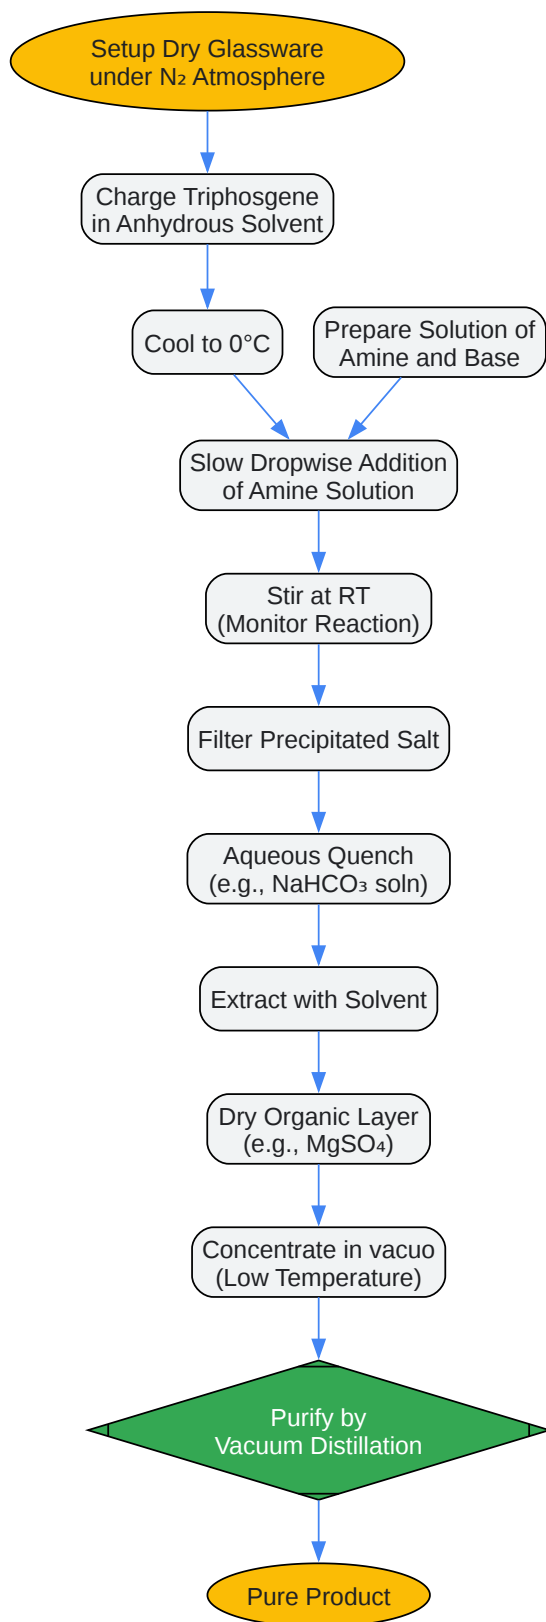 Setup Dry Glassware
under N₂ Atmosphere
Charge Triphosgene
in Anhydrous Solvent
Cool to 0°C
Prepare Solution of
Amine and Base
Slow Dropwise Addition
of Amine Solution
Stir at RT
(Monitor Reaction)
Filter Precipitated Salt
Aqueous Quench
(e.g., NaHCO₃ soln)
Extract with Solvent
Dry Organic Layer
(e.g., MgSO₄)
Concentrate in vacuo
(Low Temperature)
Purify by
Vacuum Distillation
Pure Product